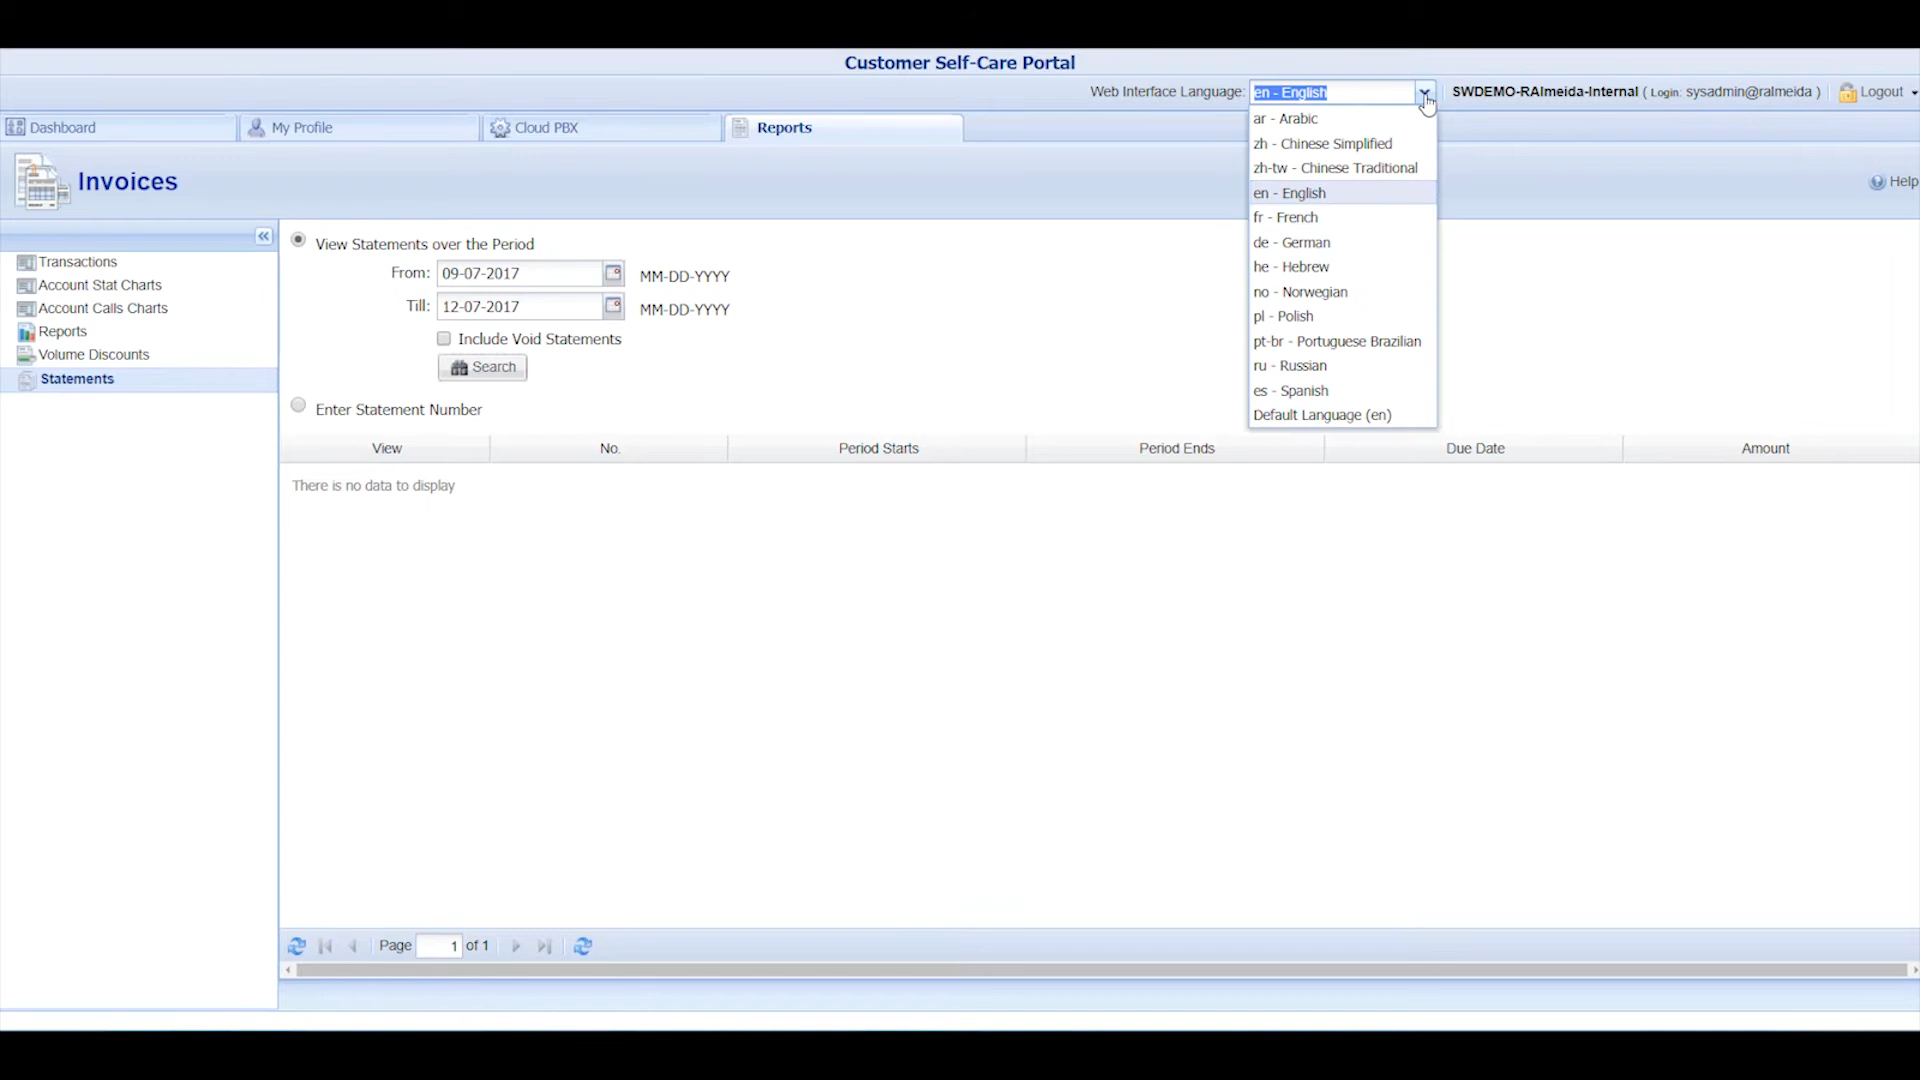 Customer Self-Care Portal
Web Interface Language: en - English SWDEMO-RAlmeida-Internal ( Login: sysadmin@ralmeida ) Logout
Dashboard My Profile Cloud PBX Reports
ar - Arabic
zh - Chinese Simplified
zh-tw - Chinese Traditional
en - English
fr - French
de - German
he - Hebrew
no - Norwegian
pl - Polish
pt-br - Portuguese Brazilian
ru - Russian
es - Spanish
Default Language (en)
Invoices
Help
Transactions
Account Stat Charts
Account Calls Charts
Reports
Volume Discounts
Statements
View Statements over the Period
From: 09-07-2017 MM-DD-YYYY
Till: 12-07-2017 MM-DD-YYYY
Include Void Statements
Search
Enter Statement Number
View No. Period Starts Period Ends Due Date Amount
There is no data to display
Page 1 of 1